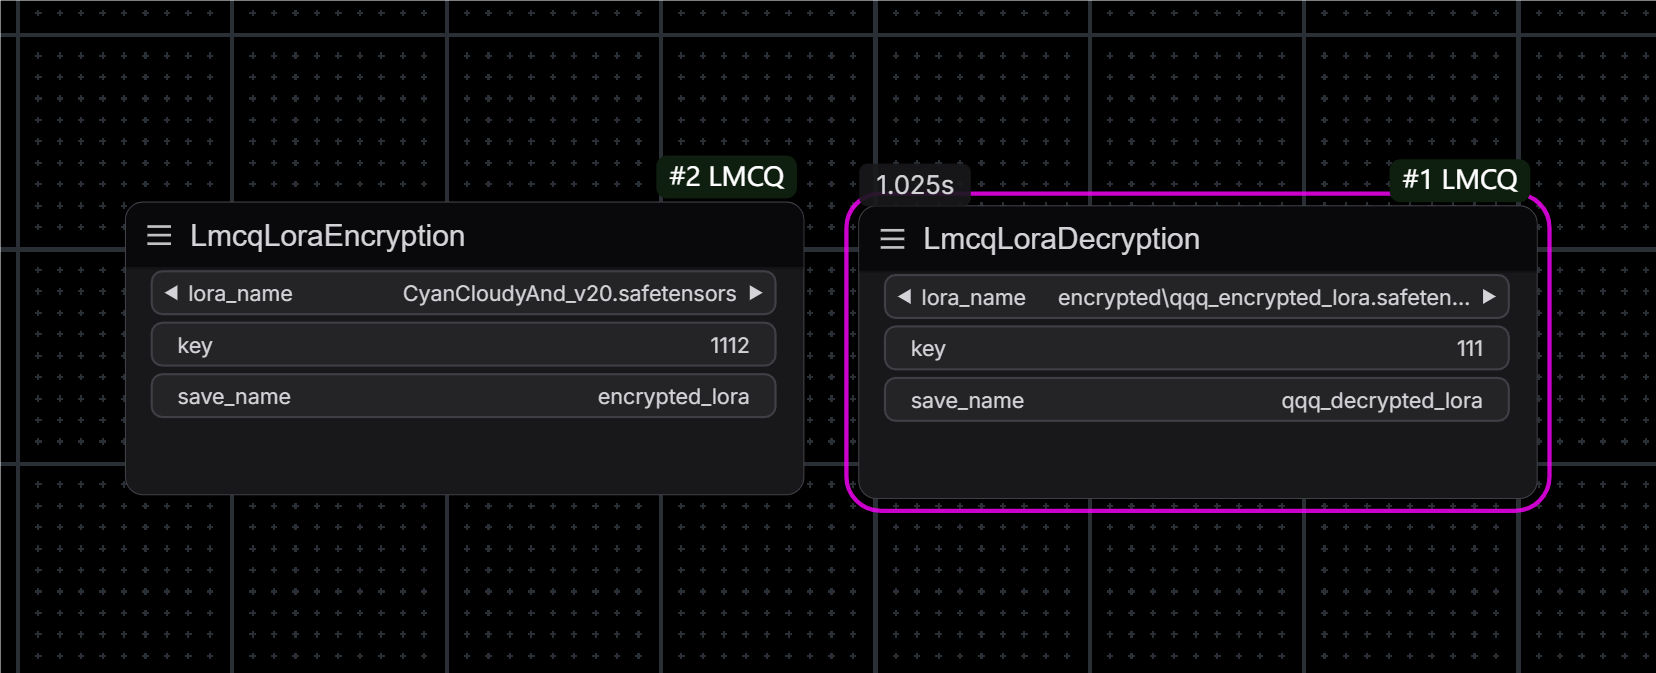 #2 LMCQ
LmcqLoraEncryption
lora_name CyanCloudyAnd_v20.safetensors
key 1112
save_name encrypted_lora
1.025s
#1 LMCQ
LmcqLoraDecryption
lora_name encrypted\qqq_encrypted_lora.safeten...
key 111
save_name qqq_decrypted_lora